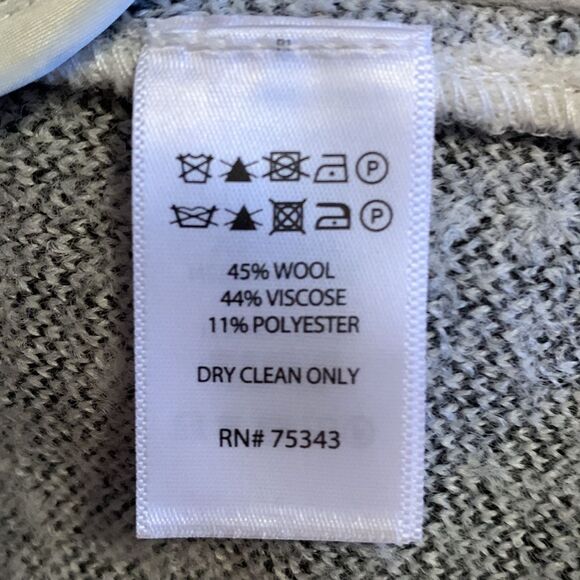 P
P
45% WOOL
44% VISCOSE
11% POLYESTER
DRY CLEAN ONLY
RN# 75343